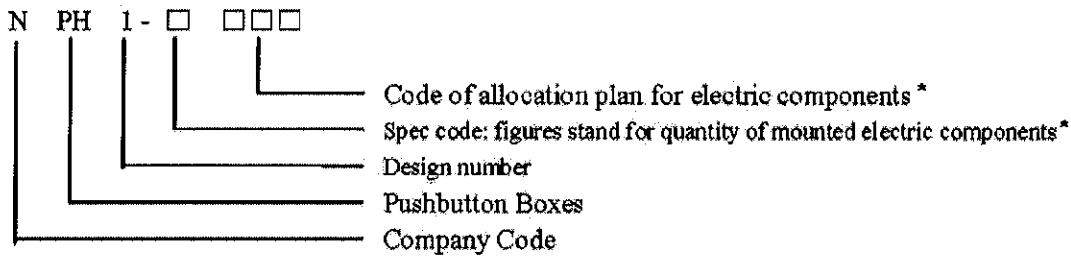 N PH 1 - □ □□□
Code of allocation plan for electric components *
Spec code: figures stand for quantity of mounted electric components*
Design number
Pushbutton Boxes
Company Code